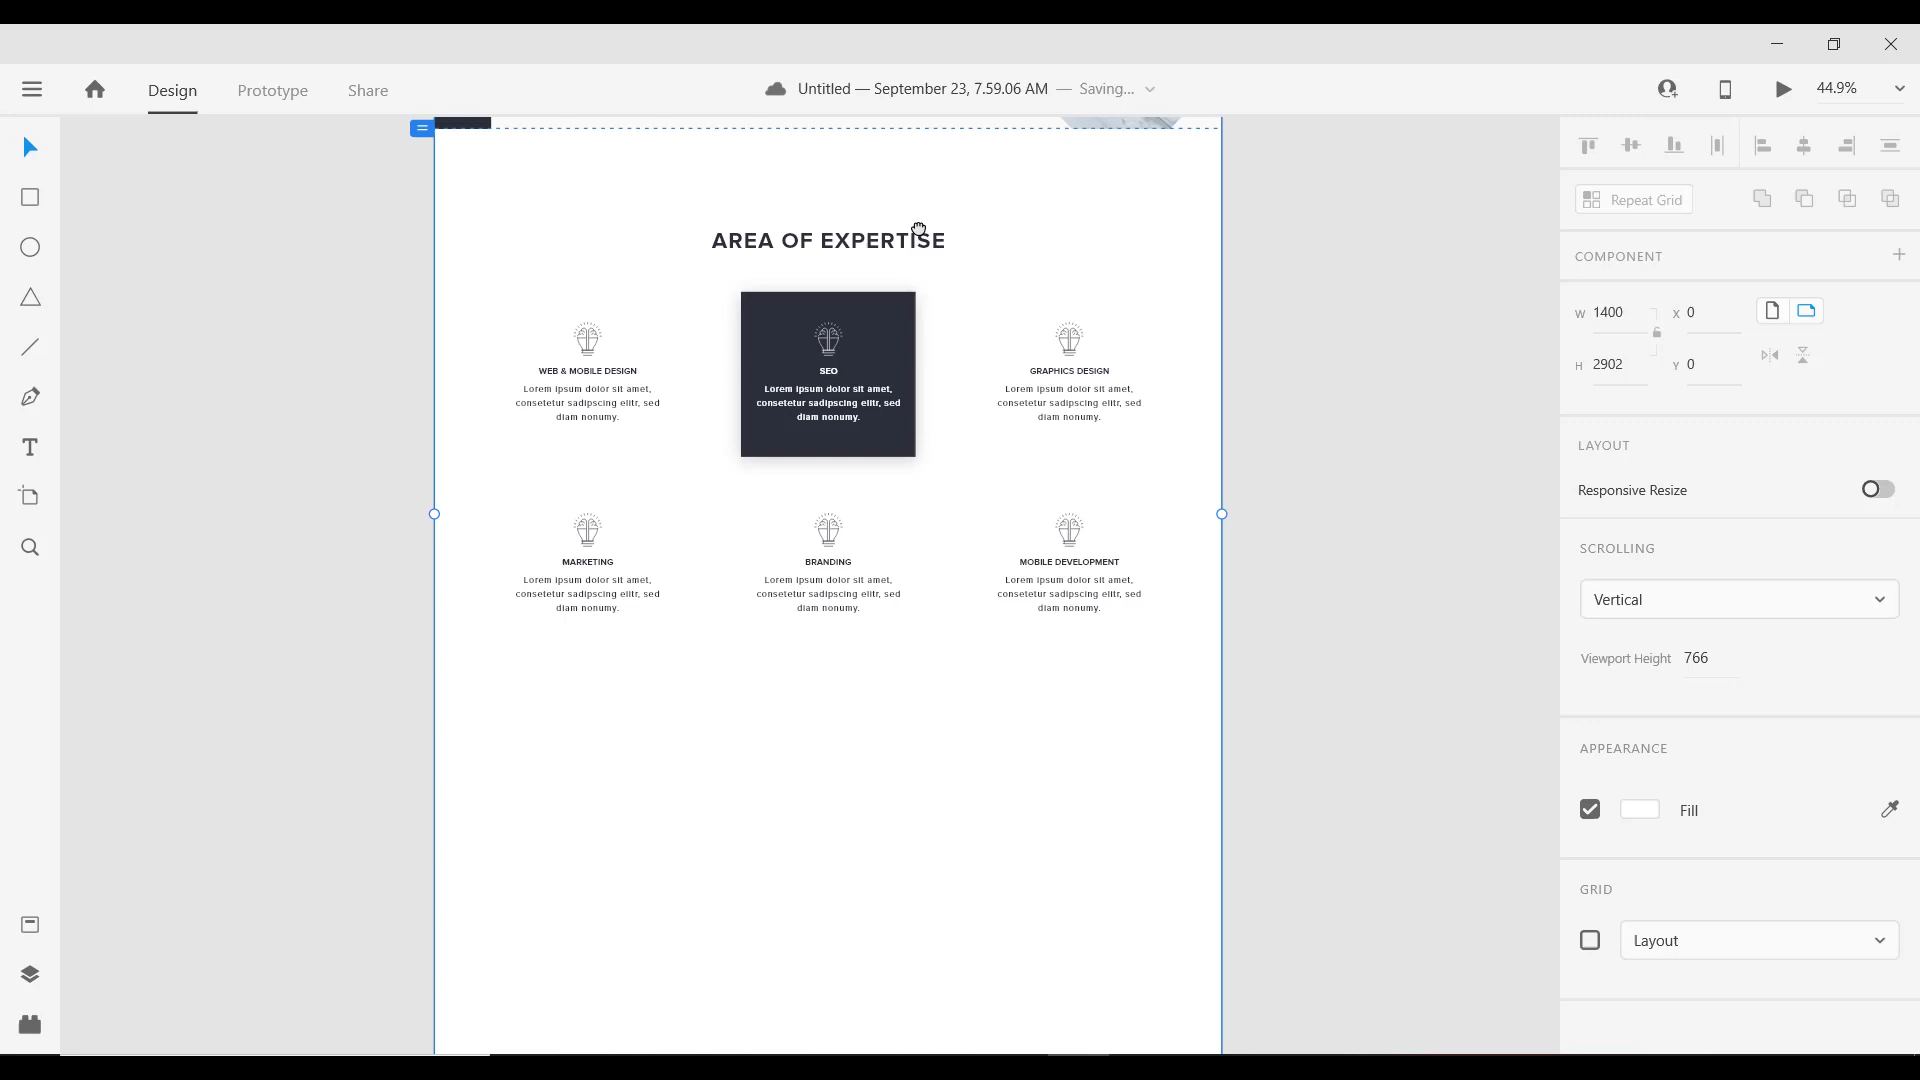 Design Prototype Share Untitled — September 23, 7.59.06 AM — Saving... 44.9%
Repeat Grid
COMPONENT
W 1400 X 0
H 2902 Y 0
LAYOUT
Responsive Resize
SCROLLING
Vertical
Viewport Height 766
APPEARANCE
Fill
GRID
Layout
AREA OF EXPERTISE
WEB & MOBILE DESIGN
Lorem ipsum dolor sit amet,
consetetur sadipscing elitr, sed
diam nonumy.
SEO
Lorem ipsum dolor sit amet,
consetetur sadipscing elitr, sed
diam nonumy.
GRAPHICS DESIGN
Lorem ipsum dolor sit amet,
consetetur sadipscing elitr, sed
diam nonumy.
MARKETING
Lorem ipsum dolor sit amet,
consetetur sadipscing elitr, sed
diam nonumy.
BRANDING
Lorem ipsum dolor sit amet,
consetetur sadipscing elitr, sed
diam nonumy.
MOBILE DEVELOPMENT
Lorem ipsum dolor sit amet,
consetetur sadipscing elitr, sed
diam nonumy.